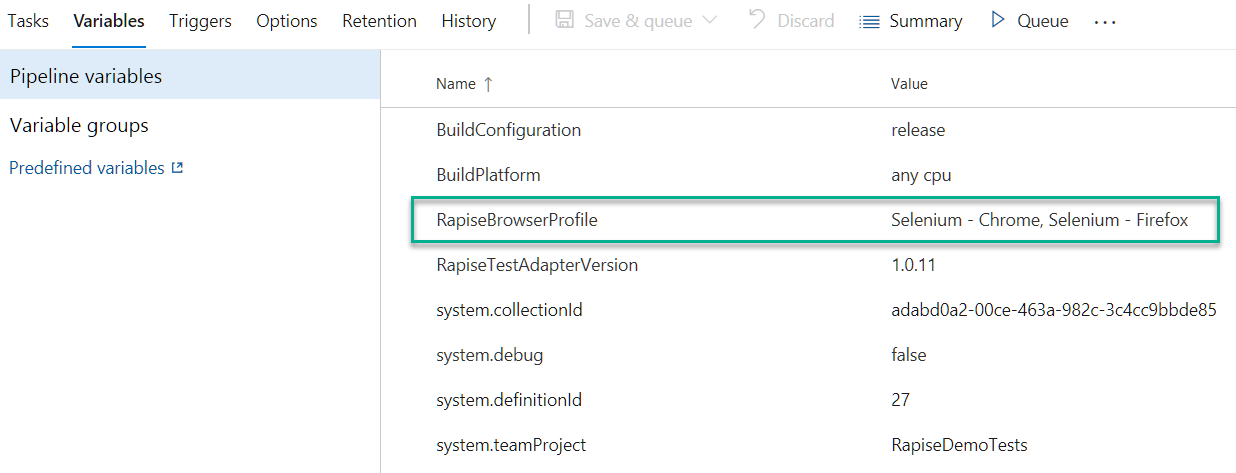 Tasks Variables Triggers Options Retention History Save & queue Discard Summary Queue ...
Pipeline variables
Variable groups
Predefined variables
Name ↑ Value
BuildConfiguration release
BuildPlatform any cpu
RapiseBrowserProfile Selenium - Chrome, Selenium - Firefox
RapiseTestAdapterVersion 1.0.11
system.collectionId adabd0a2-00ce-463a-982c-3c4cc9bbde85
system.debug false
system.definitionId 27
system.teamProject RapiseDemoTests